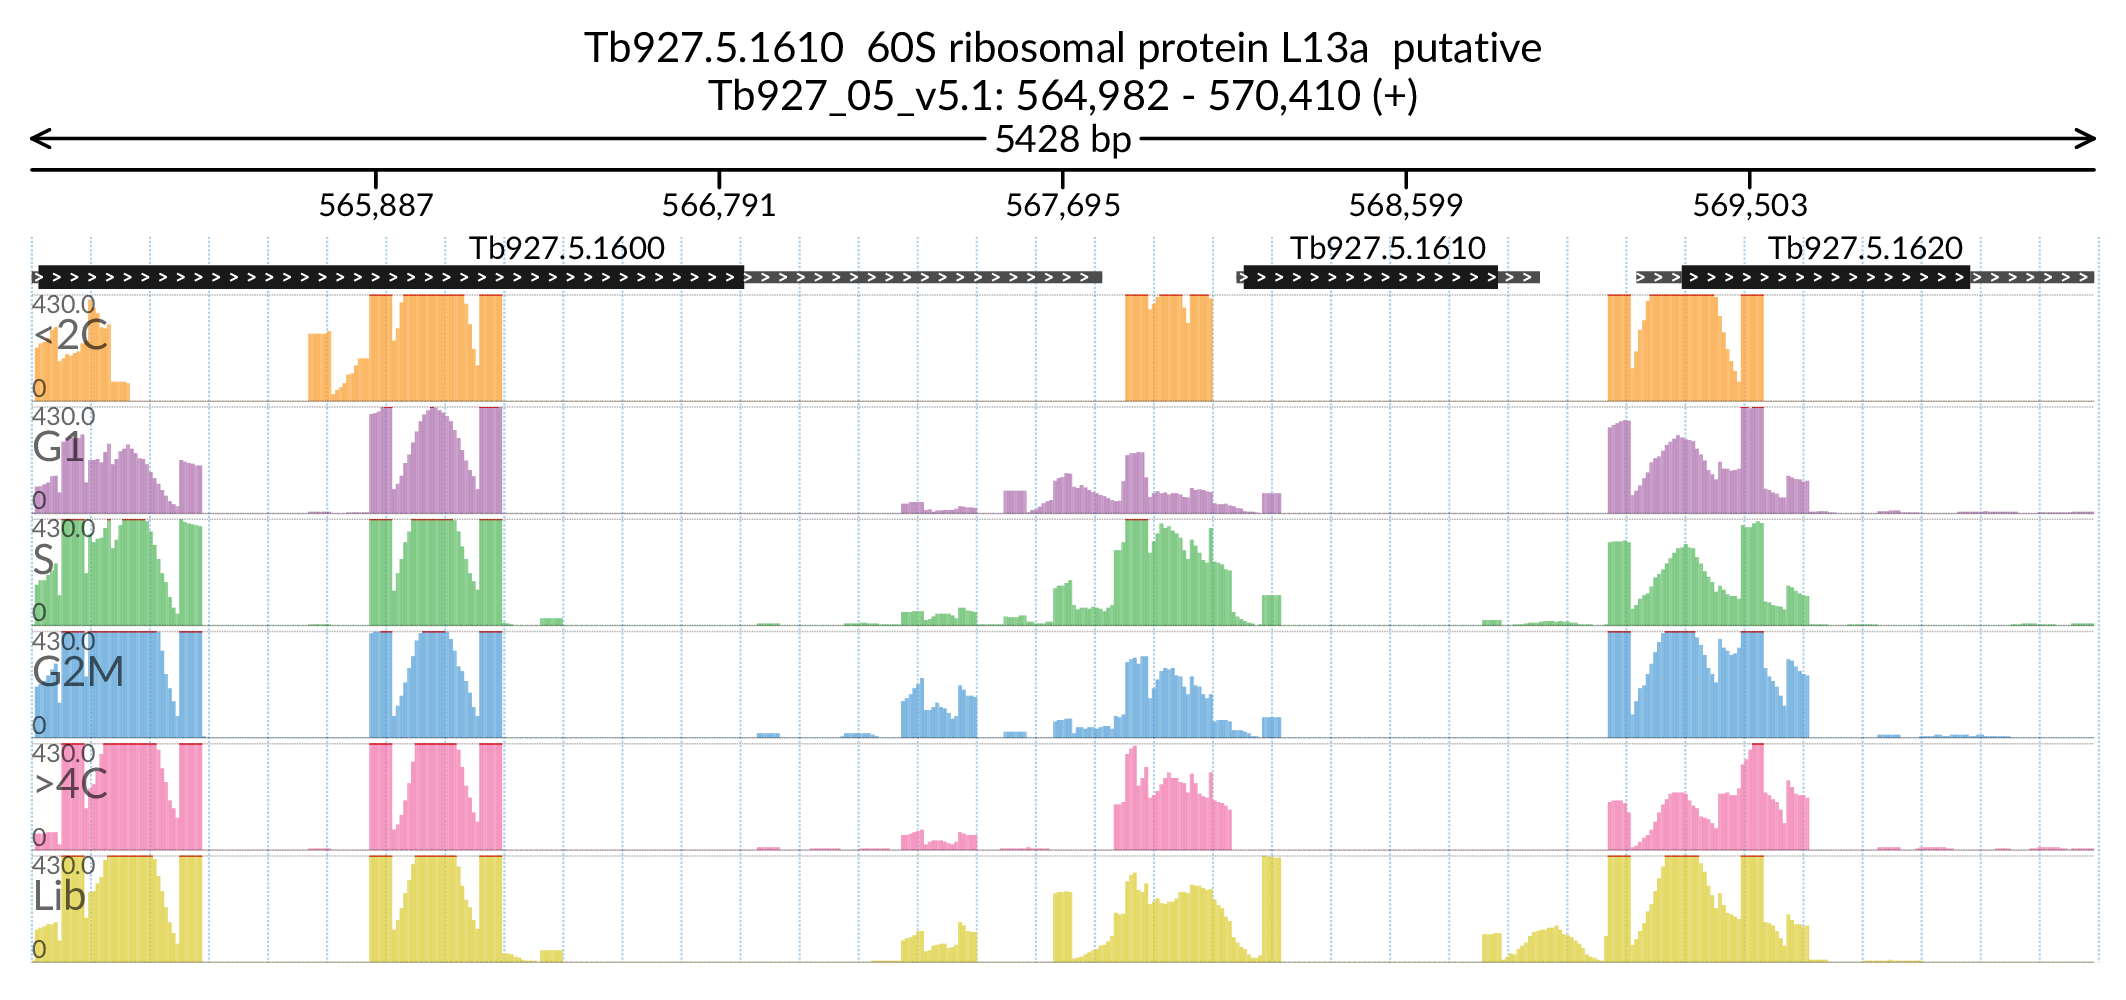 Tb927.5.1610  60S ribosomal protein L13a  putative
Tb927_05_v5.1: 564,982 - 570,410 (+)
5428 bp
565,887 566,791 567,695 568,599 569,503
Tb927.5.1600 Tb927.5.1610 Tb927.5.1620
430.0
<2C
0
430.0
G1
0
430.0
S
0
430.0
G2M
0
430.0
>4C
0
430.0
Lib
0